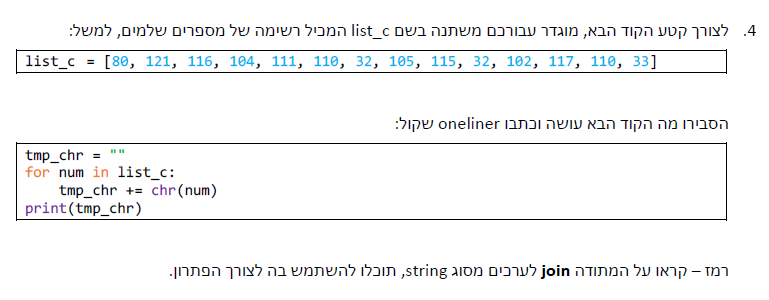 4. לצורך קטע הקוד הבא, מוגדר עבורכם משתנה בשם list_c המכיל רשימה של מספרים שלמים, למשל:
list_c = [80, 121, 116, 104, 111, 110, 32, 105, 115, 32, 102, 117, 110, 33]
הסבירו מה הקוד הבא עושה וכתבו oneliner שקול:
tmp_chr = ""
for num in list_c:
    tmp_chr += chr(num)
print(tmp_chr)
רמז – קראו על המתודה join לערכים מסוג string, תוכלו להשתמש בה לצורך הפתרון.